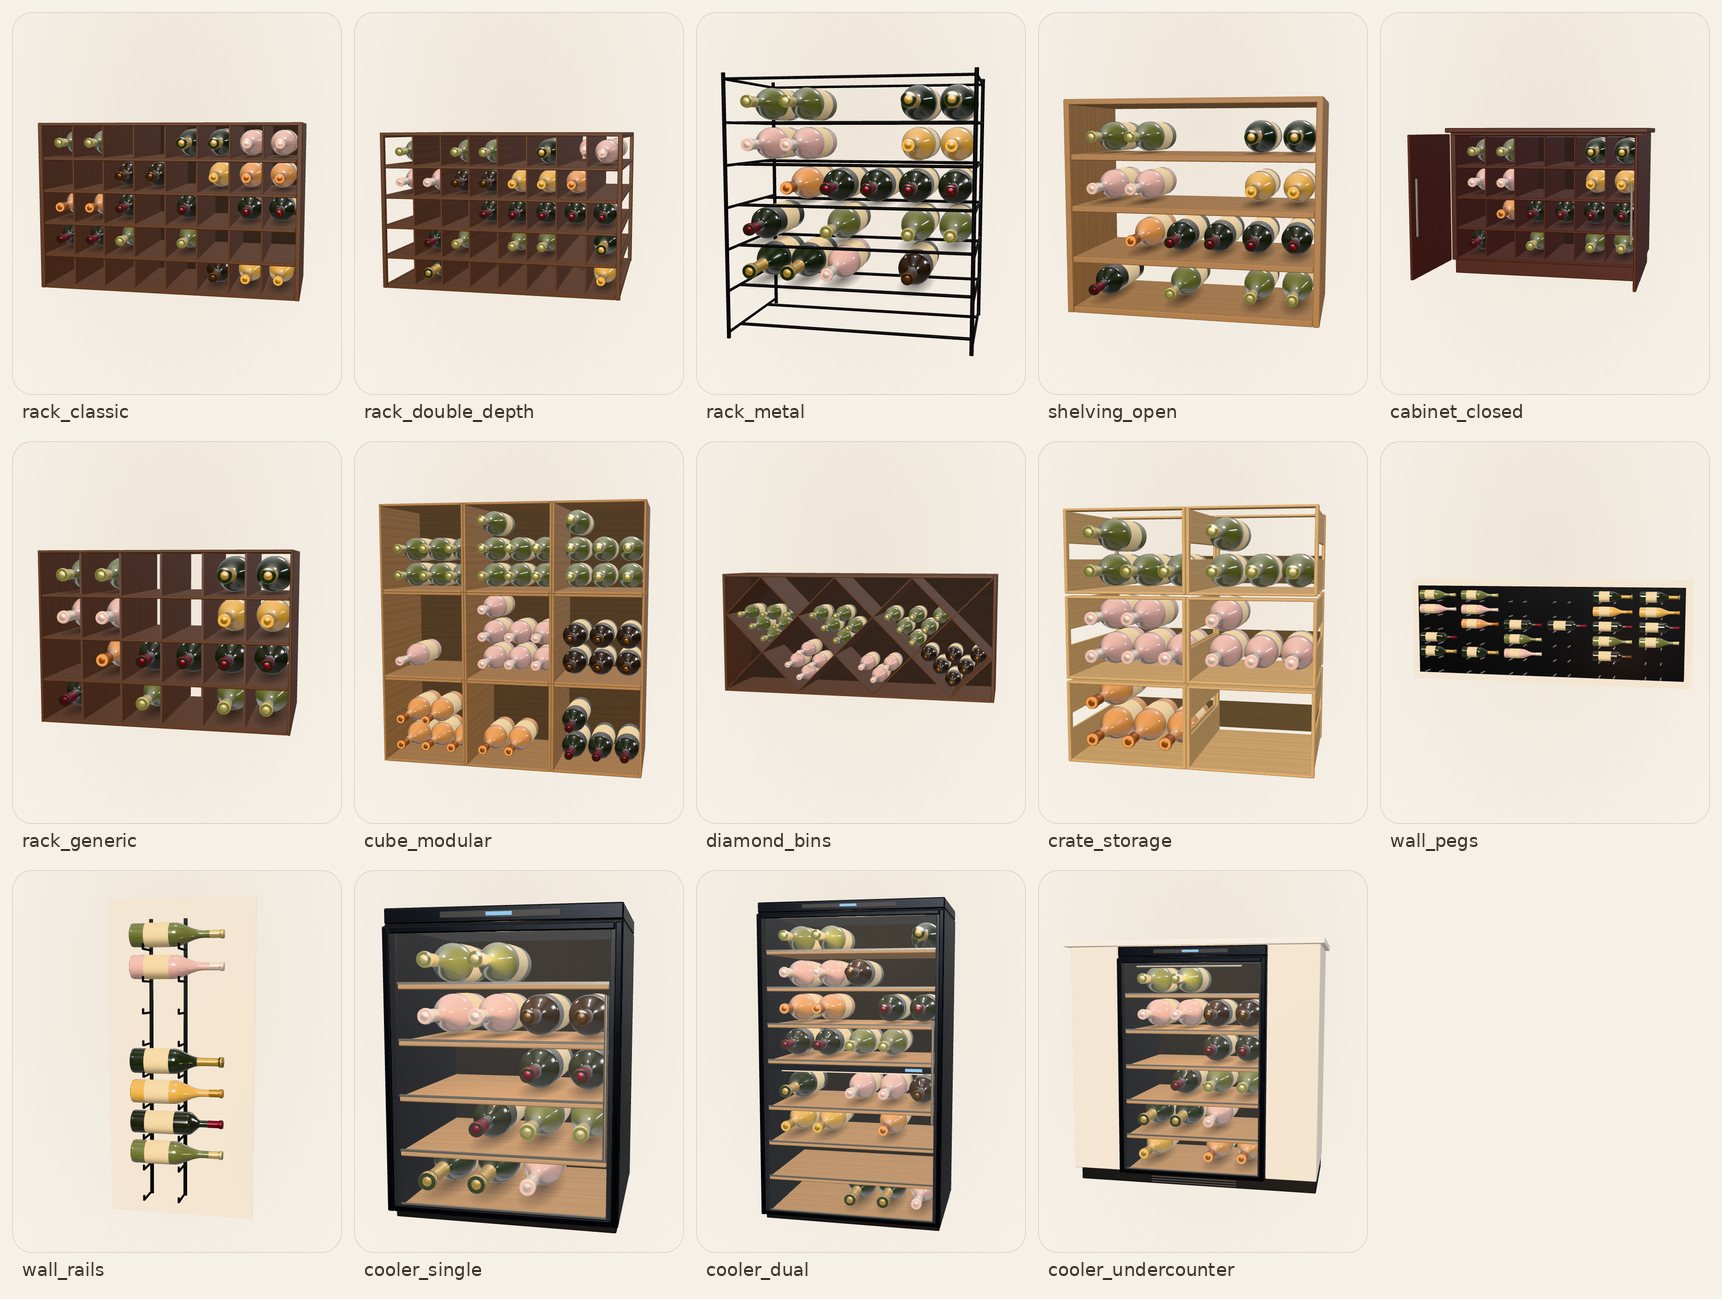 rack_classic
rack_double_depth
rack_metal
shelving_open
cabinet_closed
rack_generic
cube_modular
diamond_bins
crate_storage
wall_pegs
wall_rails
cooler_single
cooler_dual
cooler_undercounter